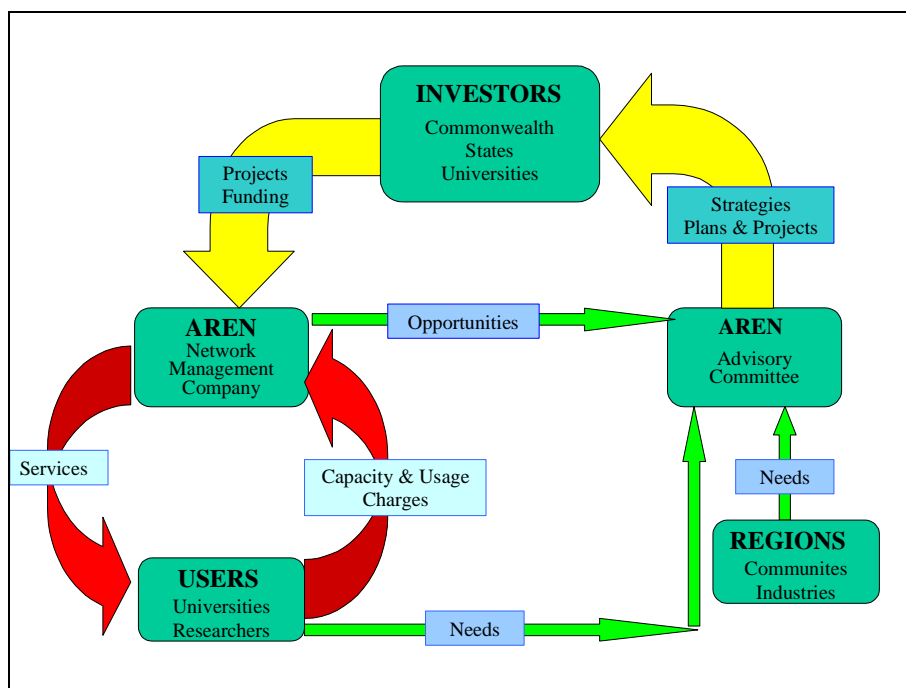 INVESTORS
Commonwealth
States
Universities
Projects
Funding
Strategies
Plans & Projects
AREN
Network
Management
Company
Opportunities
AREN
Advisory
Committee
Services
Capacity & Usage
Charges
Needs
REGIONS
Communites
Industries
USERS
Universities
Researchers
Needs